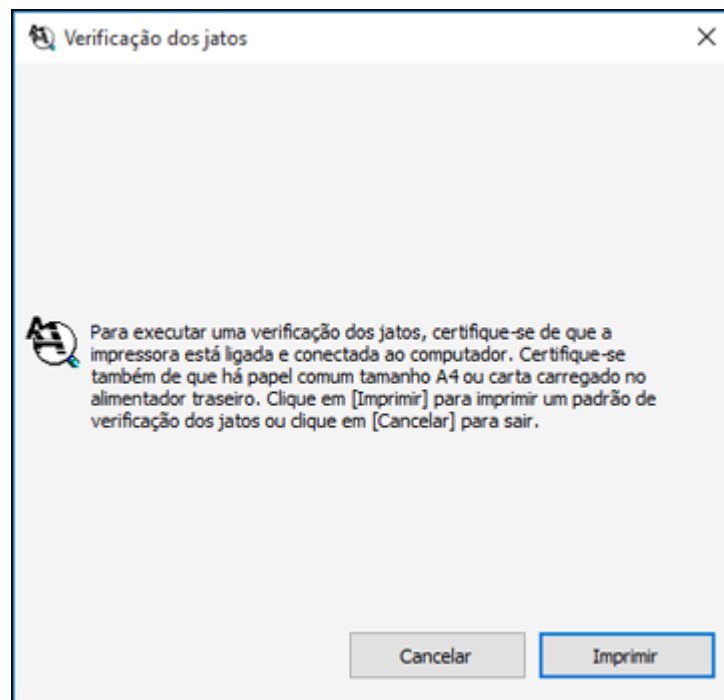 Verificação dos jatos
Para executar uma verificação dos jatos, certifique-se de que a
impressora está ligada e conectada ao computador. Certifique-se
também de que há papel comum tamanho A4 ou carta carregado no
alimentador traseiro. Clique em [Imprimir] para imprimir um padrão de
verificação dos jatos ou clique em [Cancelar] para sair.
Cancelar
Imprimir